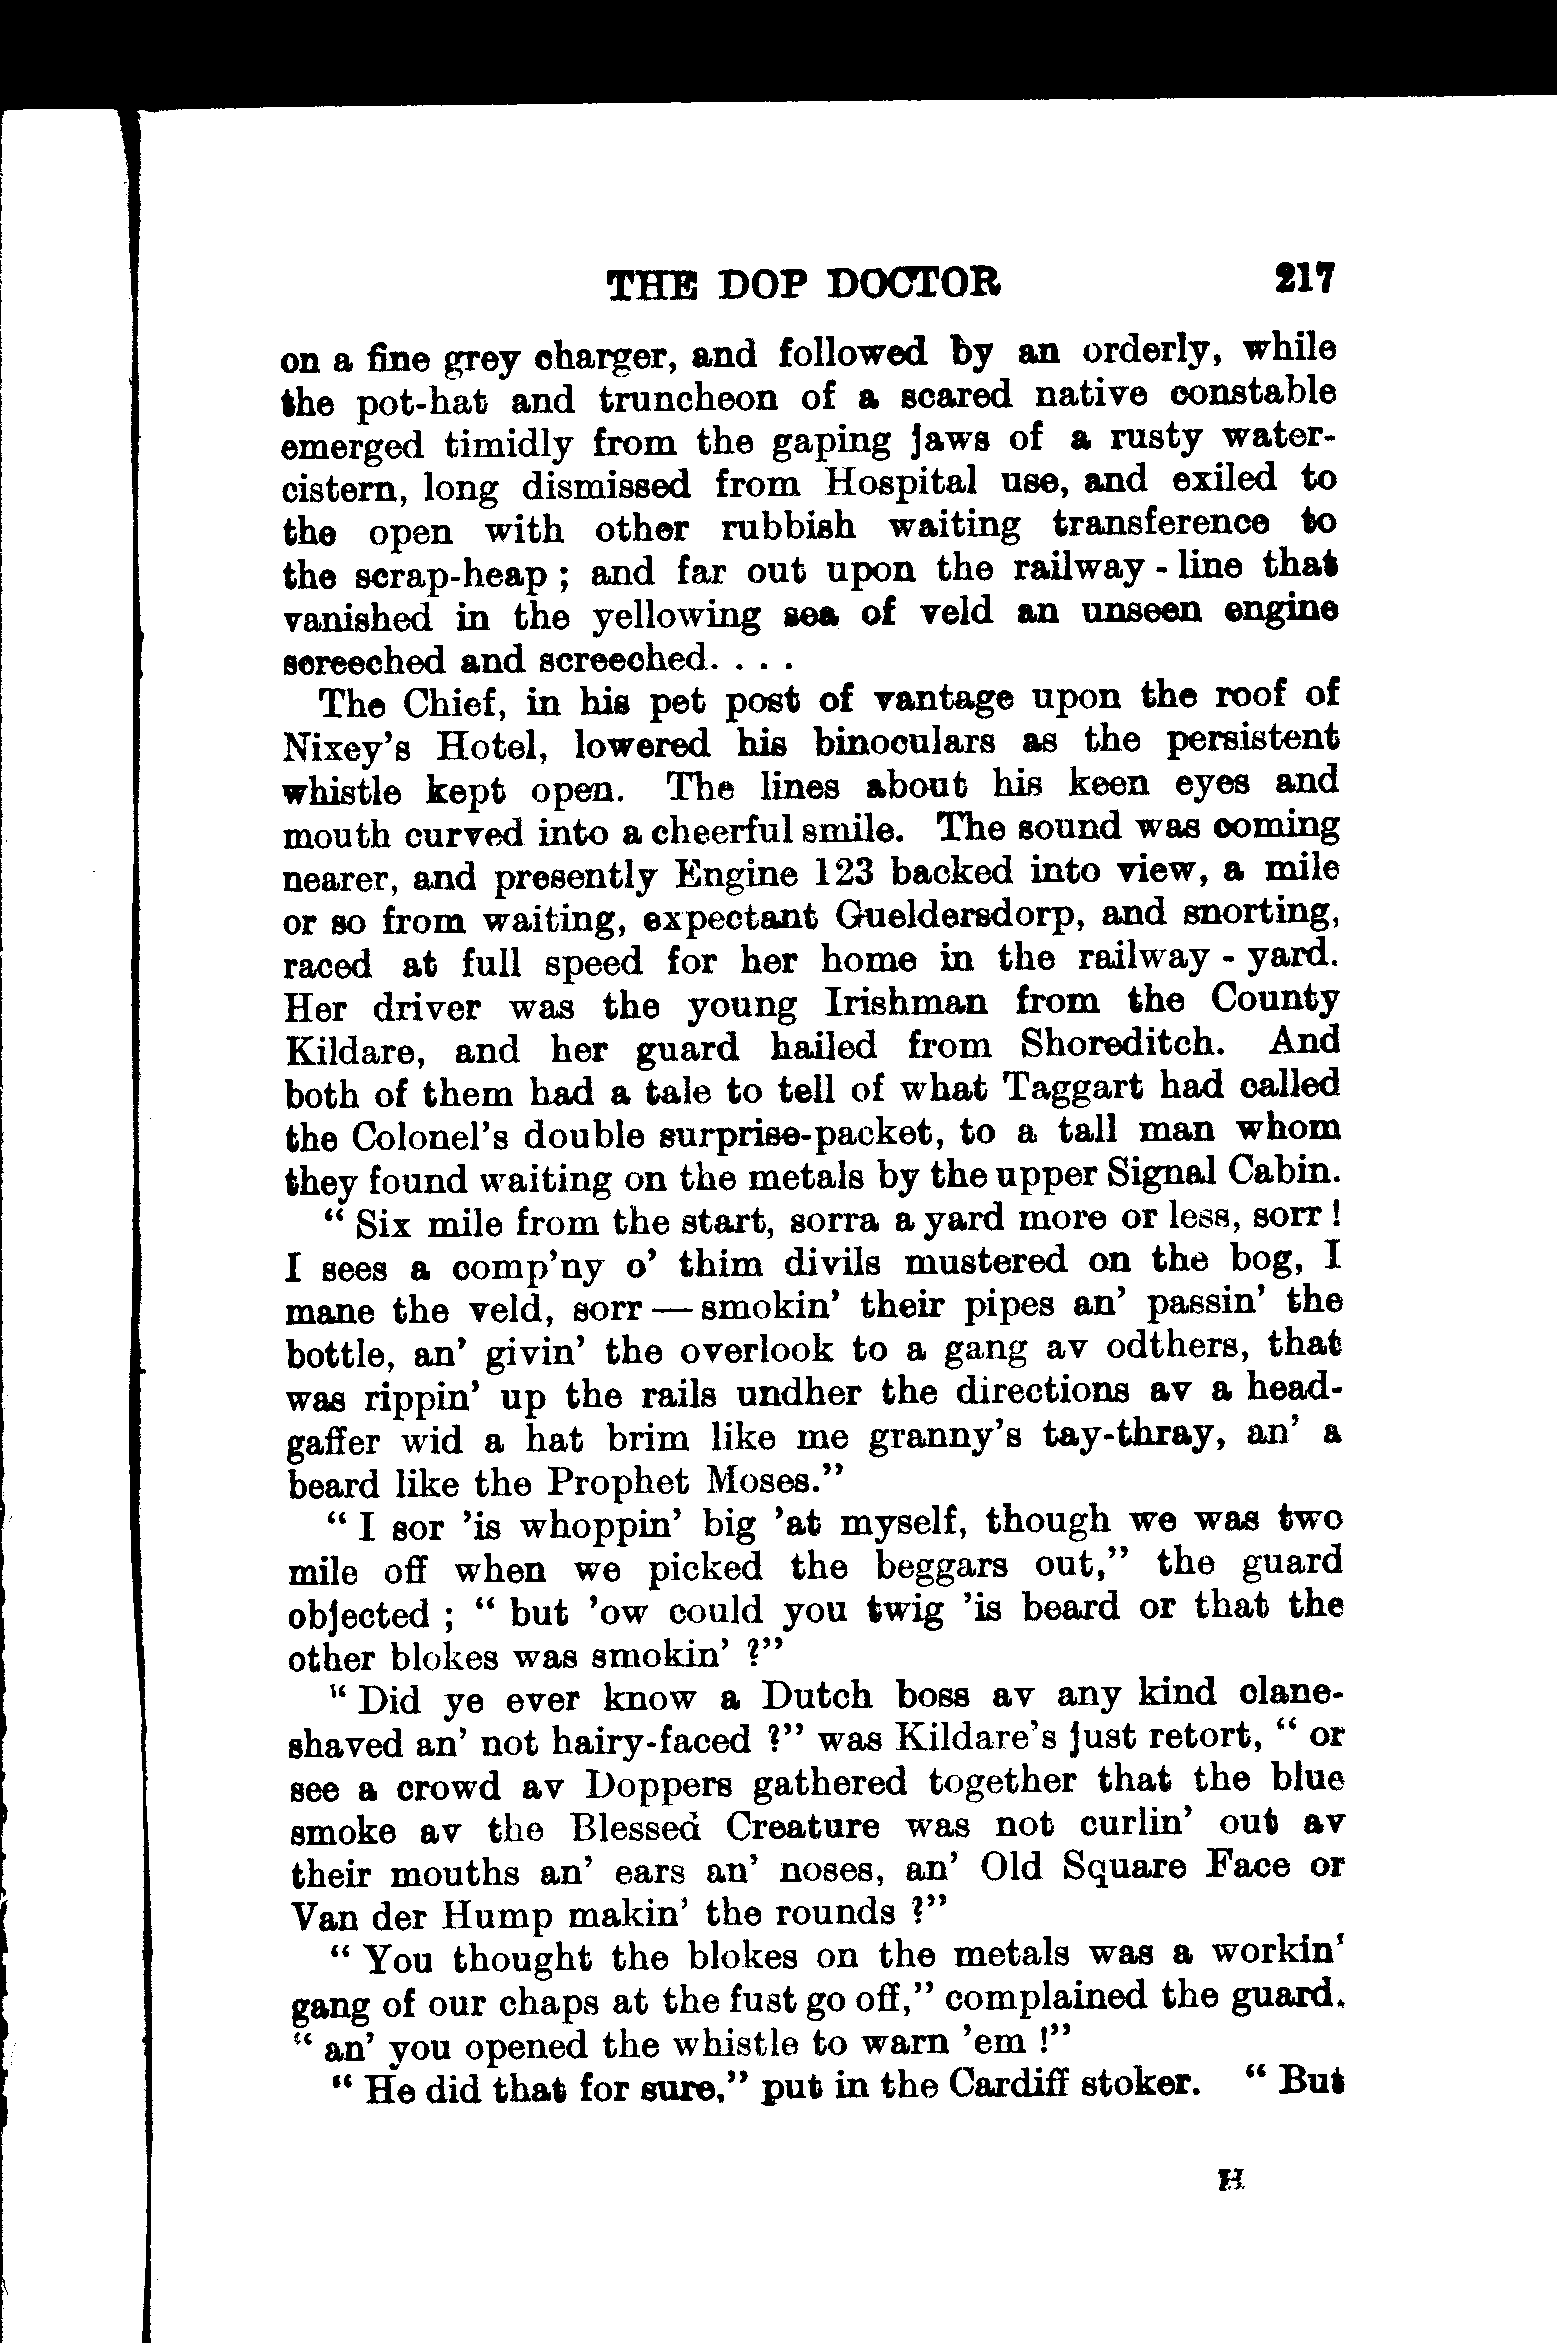 THE DOP DOCTOR 217
on a fine grey charger, and followed by an orderly, while
the pot-hat and truncheon of a scared native constable
emerged timidly from the gaping jaws of a rusty water-
cistern, long dismissed from Hospital use, and exiled to
the open with other rubbish waiting transference to
the scrap-heap ; and far out upon the railway - line that
vanished in the yellowing sea of veld an unseen engine
screeched and screeched. . . .
The Chief, in his pet post of vantage upon the roof of
Nixey's Hotel, lowered his binoculars as the persistent
whistle kept open. The lines about his keen eyes and
mouth curved into a cheerful smile. The sound was coming
nearer, and presently Engine 123 backed into view, a mile
or so from waiting, expectant Gueldersdorp, and snorting,
raced at full speed for her home in the railway - yard.
Her driver was the young Irishman from the County
Kildare, and her guard hailed from Shoreditch. And
both of them had a tale to tell of what Taggart had called
the Colonel's double surprise-packet, to a tall man whom
they found waiting on the metals by the upper Signal Cabin.
“ Six mile from the start, sorra a yard more or less, sorr !
I sees a comp'ny o' thim divils mustered on the bog, I
mane the veld, sorr — smokin' their pipes an' passin' the
bottle, an' givin' the overlook to a gang av odthers, that
was rippin' up the rails undher the directions av a head-
gaffer wid a hat brim like me granny's tay-thray, an' a
beard like the Prophet Moses.”
“ I sor 'is whoppin' big 'at myself, though we was two
mile off when we picked the beggars out,” the guard
objected ; “ but 'ow could you twig 'is beard or that the
other blokes was smokin' ?”
“ Did ye ever know a Dutch boss av any kind clane-
shaved an' not hairy-faced ?” was Kildare's just retort, “ or
see a crowd av Doppers gathered together that the blue
smoke av the Blessed Creature was not curlin' out av
their mouths an' ears an' noses, an' Old Square Face or
Van der Hump makin' the rounds ?”
“ You thought the blokes on the metals was a workin'
gang of our chaps at the fust go off,” complained the guard.
“ an' you opened the whistle to warn 'em !”
“ He did that for sure,” put in the Cardiff stoker. “ But
H